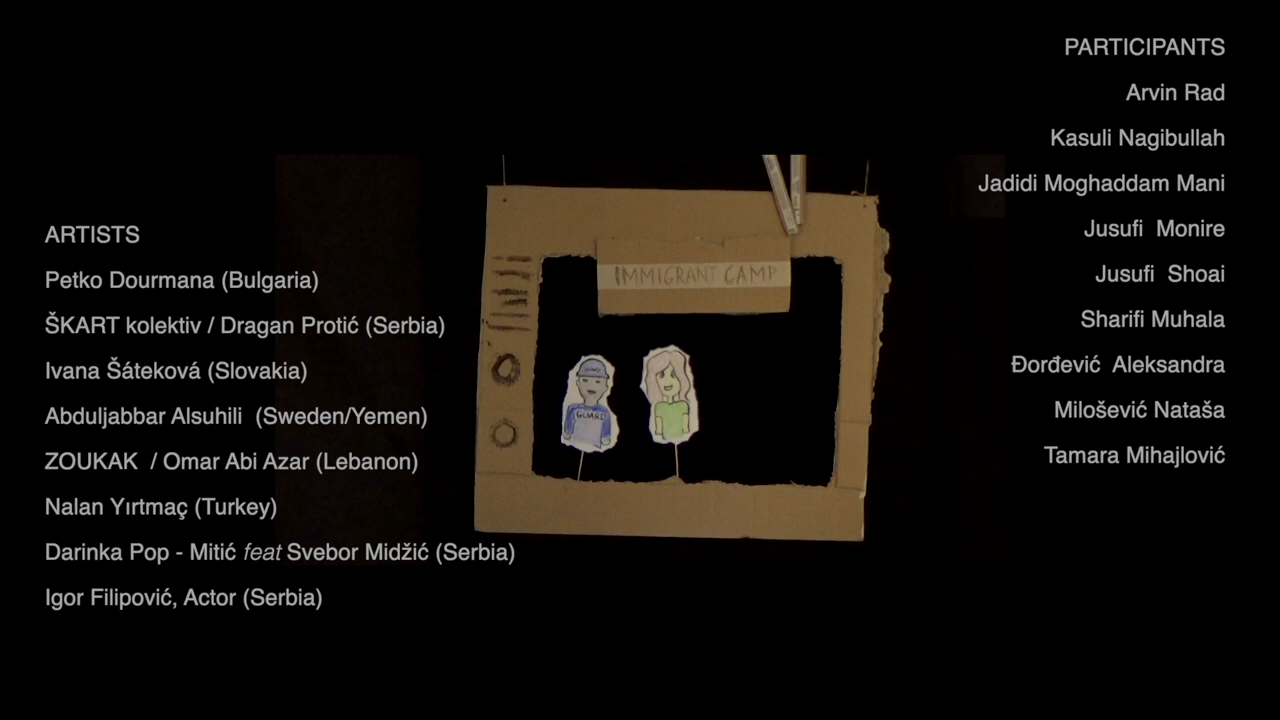 ARTISTS
Petko Dourmana (Bulgaria)
ŠKART kolektiv / Dragan Protić (Serbia)
Ivana Šáteková (Slovakia)
Abduljabbar Alsuhili (Sweden/Yemen)
ZOUKAK / Omar Abi Azar (Lebanon)
Nalan Yırtmaç (Turkey)
Darinka Pop - Mitić feat Svebor Midžić (Serbia)
Igor Filipović, Actor (Serbia)
IMMIGRANT CAMP
GUARD
PARTICIPANTS
Arvin Rad
Kasuli Nagibullah
Jadidi Moghaddam Mani
Jusufi Monire
Jusufi Shoai
Sharifi Muhala
Đorđević Aleksandra
Milošević Nataša
Tamara Mihajlović